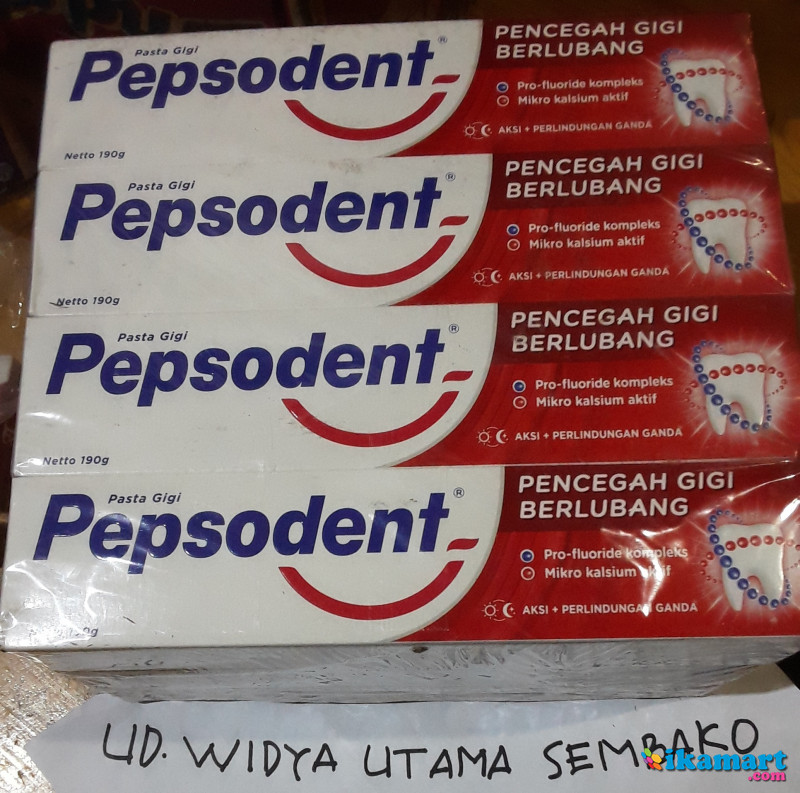 Pasta Gigi
Pepsodent®
Netto 190g
PENCEGAH GIGI
BERLUBANG
Pro-fluoride kompleks
Mikro kalsium aktif
AKSI + PERLINDUNGAN GANDA
Pasta Gigi
Pepsodent®
Netto 190g
PENCEGAH GIGI
BERLUBANG
Pro-fluoride kompleks
Mikro kalsium aktif
AKSI + PERLINDUNGAN GANDA
Pasta Gigi
Pepsodent®
Netto 190g
PENCEGAH GIGI
BERLUBANG
Pro-fluoride kompleks
Mikro kalsium aktif
AKSI + PERLINDUNGAN GANDA
Pasta Gigi
Pepsodent®
PENCEGAH GIGI
BERLUBANG
Pro-fluoride kompleks
Mikro kalsium aktif
AKSI + PERLINDUNGAN GANDA
UD. WIDYA UTAMA SEMBAKO
ikamart
.com